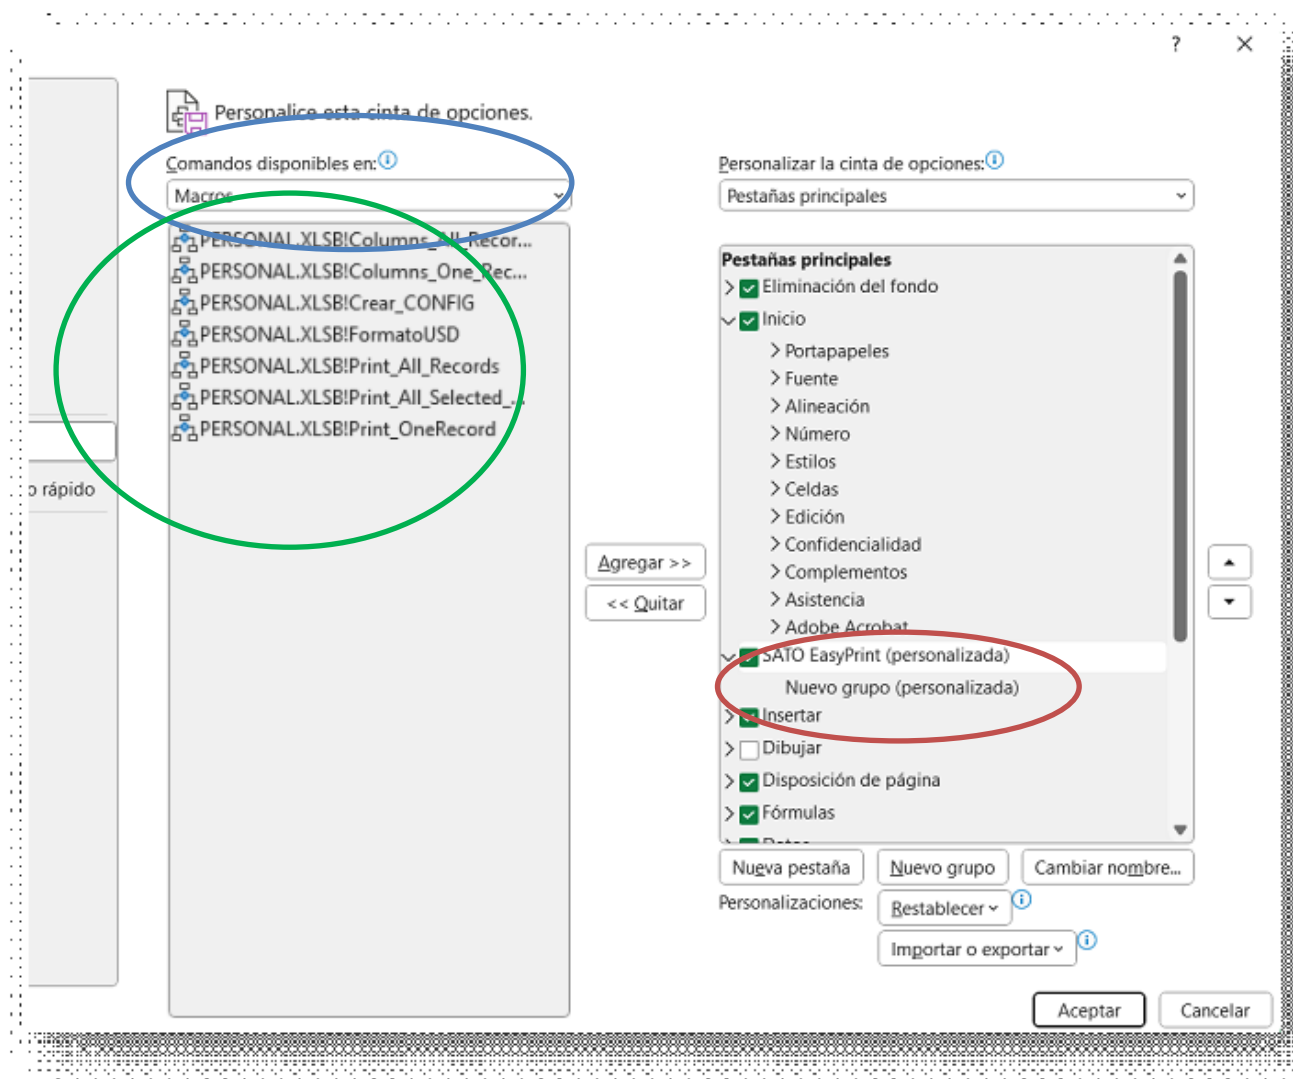 ?
Personalice esta cinta de opciones.
Comandos disponibles en:
Macros
PERSONAL.XLSB!Columns_All_Recor...
PERSONAL.XLSB!Columns_One_Rec...
PERSONAL.XLSB!Crear_CONFIG
PERSONAL.XLSB!FormatoUSD
PERSONAL.XLSB!Print_All_Records
PERSONAL.XLSB!Print_All_Selected_...
PERSONAL.XLSB!Print_OneRecord
o rápido
Agregar >>
<< Quitar
Personalizar la cinta de opciones:
Pestañas principales
Pestañas principales
Eliminación del fondo
Inicio
Portapapeles
Fuente
Alineación
Número
Estilos
Celdas
Edición
Confidencialidad
Complementos
Asistencia
Adobe Acrobat
SATO EasyPrint (personalizada)
Nuevo grupo (personalizada)
Insertar
Dibujar
Disposición de página
Fórmulas
Datos
Nueva pestaña
Nuevo grupo
Cambiar nombre...
Personalizaciones:
Restablecer
Importar o exportar
Aceptar
Cancelar